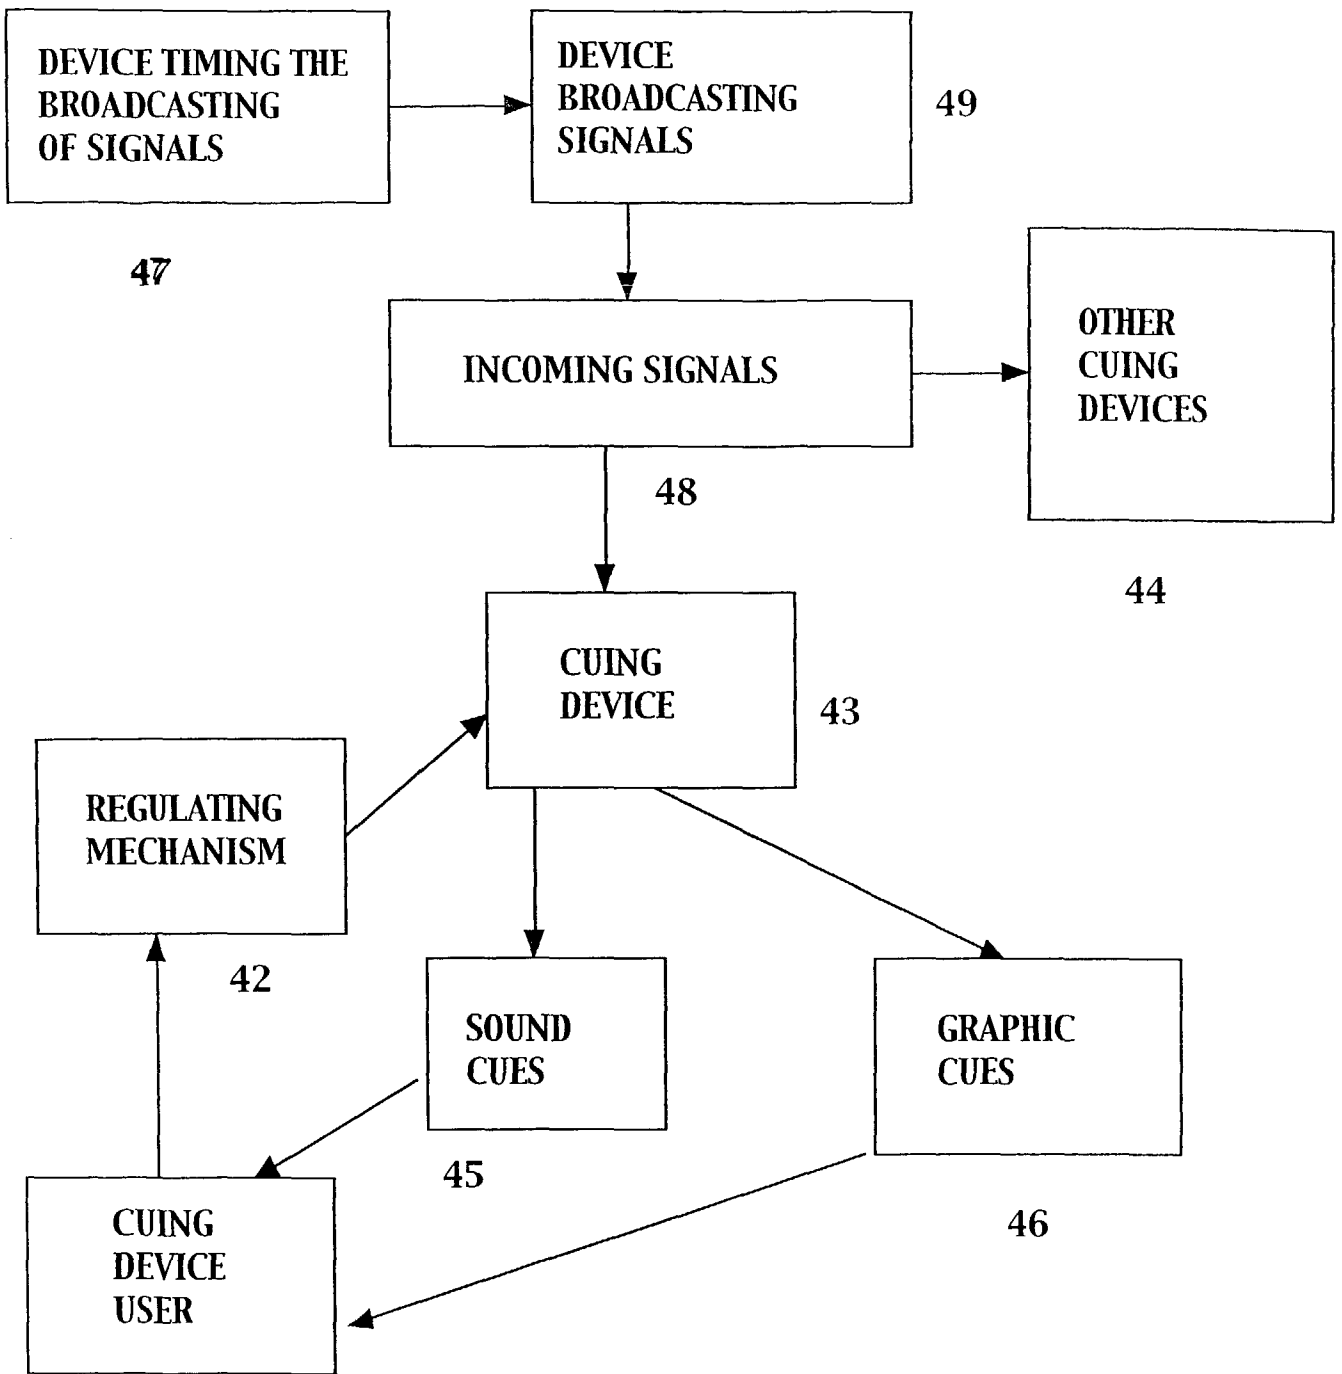 DEVICE TIMING THE
BROADCASTING
OF SIGNALS
47
DEVICE
BROADCASTING
SIGNALS
49
INCOMING SIGNALS
48
OTHER
CUING
DEVICES
44
CUING
DEVICE
43
REGULATING
MECHANISM
42
SOUND
CUES
45
GRAPHIC
CUES
46
CUING
DEVICE
USER